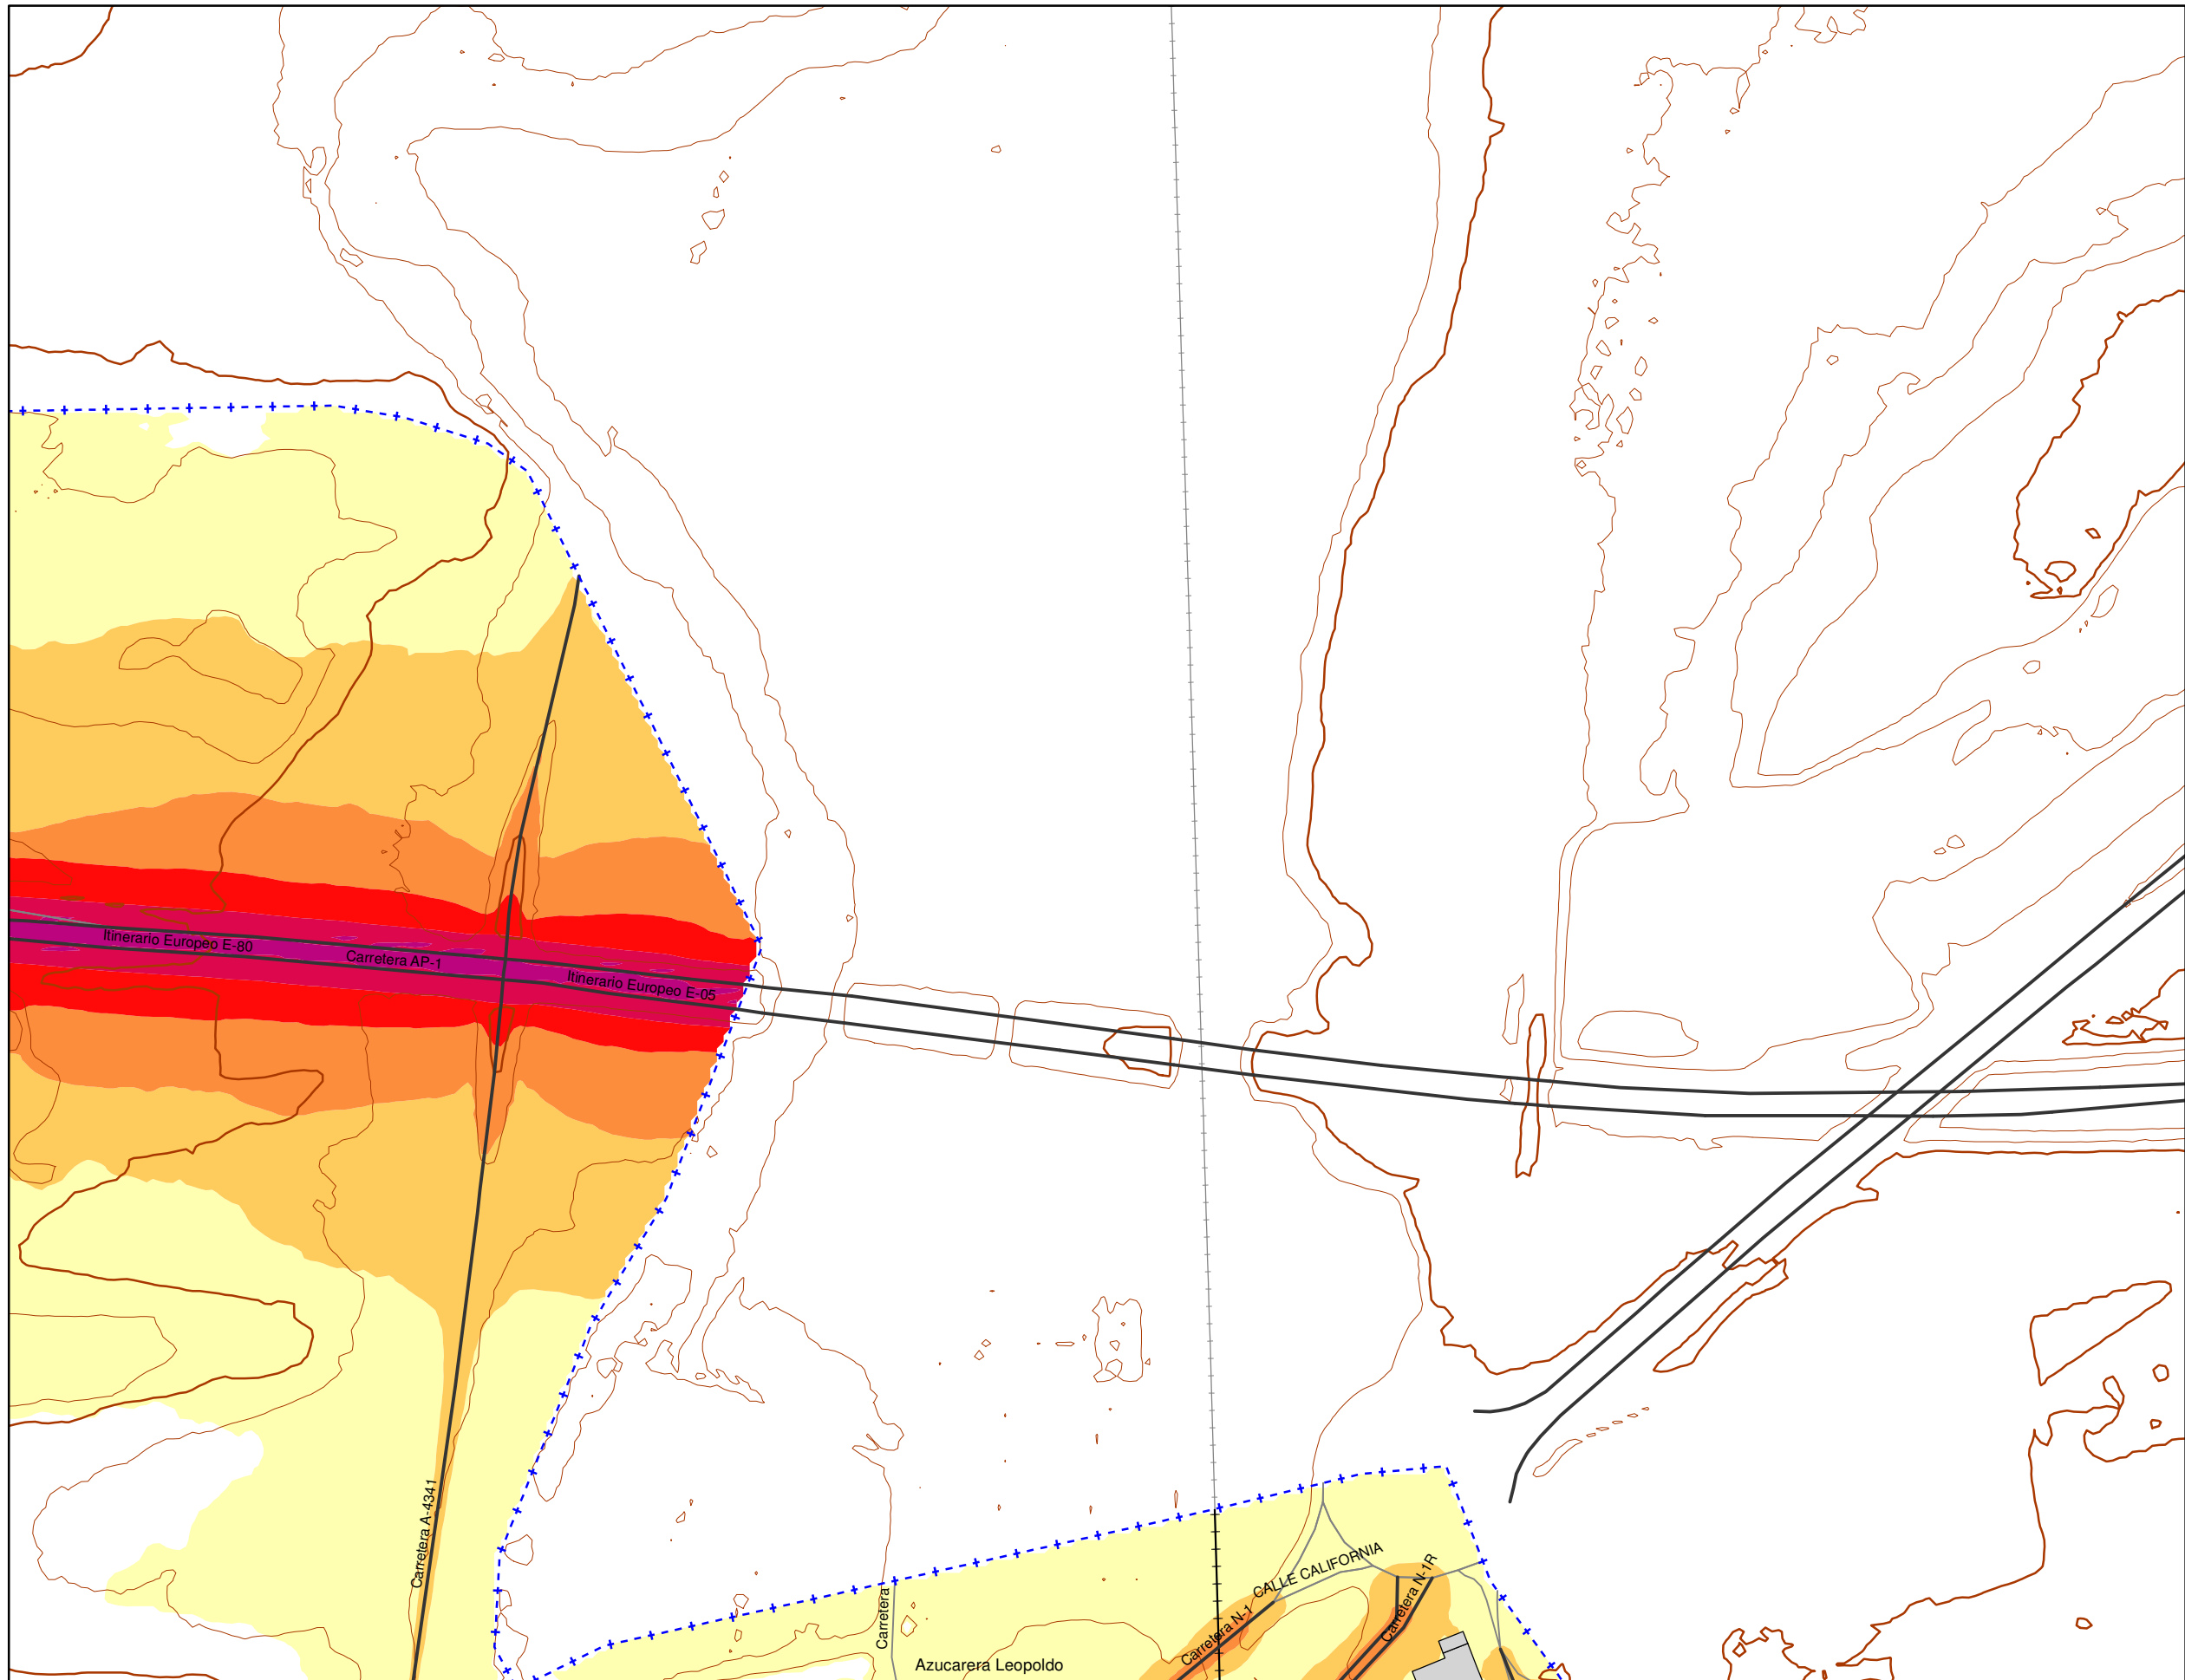 Itinerario Europeo E-80
Carretera AP-1
Itinerario Europeo E-05
Carretera A-4341
CALLE CALIFORNIA
Carretera N-1
Carretera N-1R
Carretera
Azucarera Leopoldo